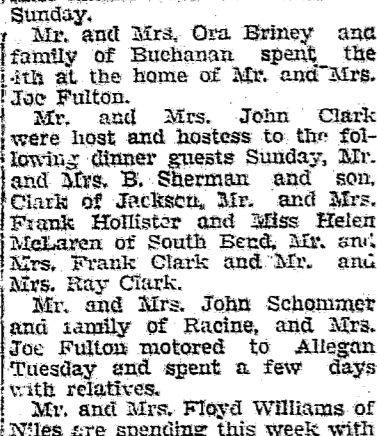 Sunday.
Mr. and Mrs. Ora Briney and
family of Buchanan spent the
4th at the home of Mr. and Mrs.
Joe Fulton.
Mr. and Mrs. John Clark
were host and hostess to the fol-
lowing dinner guests Sunday, Mr.
and Mrs. B. Sherman and son,
Clark of Jackson, Mr. and Mrs.
Frank Hollister and Miss Helen
McLaren of South Bend, Mr. and
Mrs. Frank Clark and Mr. and
Mrs. Ray Clark.
Mr. and Mrs. John Schommer
and family of Racine, and Mrs.
Joe Fulton motored to Allegan
Tuesday and spent a few days
with relatives.
Mr. and Mrs. Floyd Williams of
Niles are spending this week with